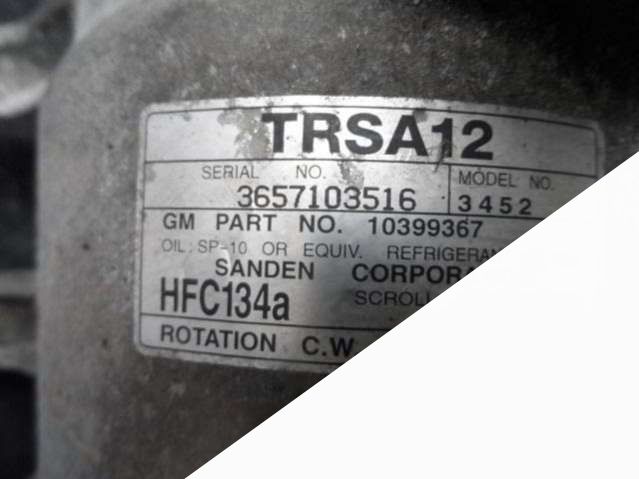 TRSA12
SERIAL NO. MODEL NO.
3657103516 3452
GM PART NO. 10399367
OIL: SP-10 OR EQUIV.
SANDEN
HFC134a SCROLL
ROTATION C.W